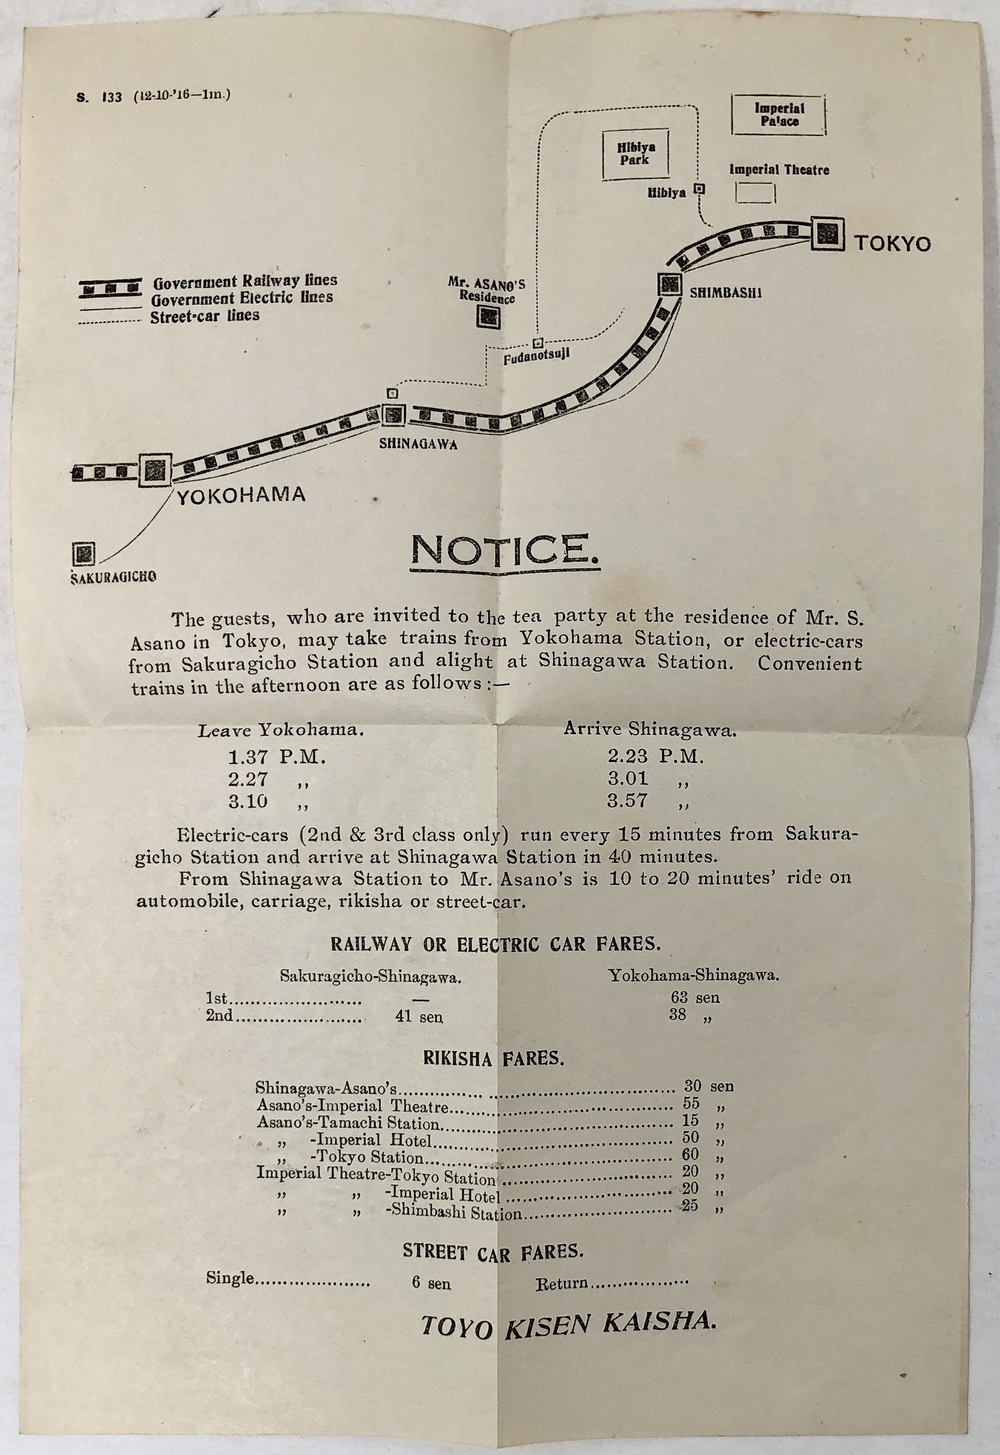 S. 133 (12-10-'16—1m.)
Imperial
Palace
Hibiya
Park
Imperial Theatre
Hibiya
TOKYO
SHIMBASHI
Government Railway lines
Government Electric lines
Street-car lines
Mr. ASANO'S
Residence
Fudanotsuji
SHINAGAWA
YOKOHAMA
SAKURAGICHO
NOTICE.
The guests, who are invited to the tea party at the residence of Mr. S.
Asano in Tokyo, may take trains from Yokohama Station, or electric-cars
from Sakuragicho Station and alight at Shinagawa Station. Convenient
trains in the afternoon are as follows :—
Leave Yokohama. Arrive Shinagawa.
1.37 P.M. 2.23 P.M.
2.27 ,, 3.01 ,,
3.10 ,, 3.57 ,,
Electric-cars (2nd & 3rd class only) run every 15 minutes from Sakura-
gicho Station and arrive at Shinagawa Station in 40 minutes.
From Shinagawa Station to Mr. Asano's is 10 to 20 minutes' ride on
automobile, carriage, rikisha or street-car.
RAILWAY OR ELECTRIC CAR FARES.
Sakuragicho-Shinagawa. Yokohama-Shinagawa.
1st........................ — 63 sen
2nd....................... 41 sen 38 ,,
RIKISHA FARES.
Shinagawa-Asano's.................................................. 30 sen
Asano's-Imperial Theatre......................................... 55 ,,
Asano's-Tamachi Station.......................................... 15 ,,
,, -Imperial Hotel............................................ 50 ,,
,, -Tokyo Station............................................. 60 ,,
Imperial Theatre-Tokyo Station ............................... 20 ,,
,, ,, -Imperial Hotel .............................. 20 ,,
,, ,, -Shimbashi Station........................... 25 ,,
STREET CAR FARES.
Single..................... 6 sen Return..................
TOYO KISEN KAISHA.